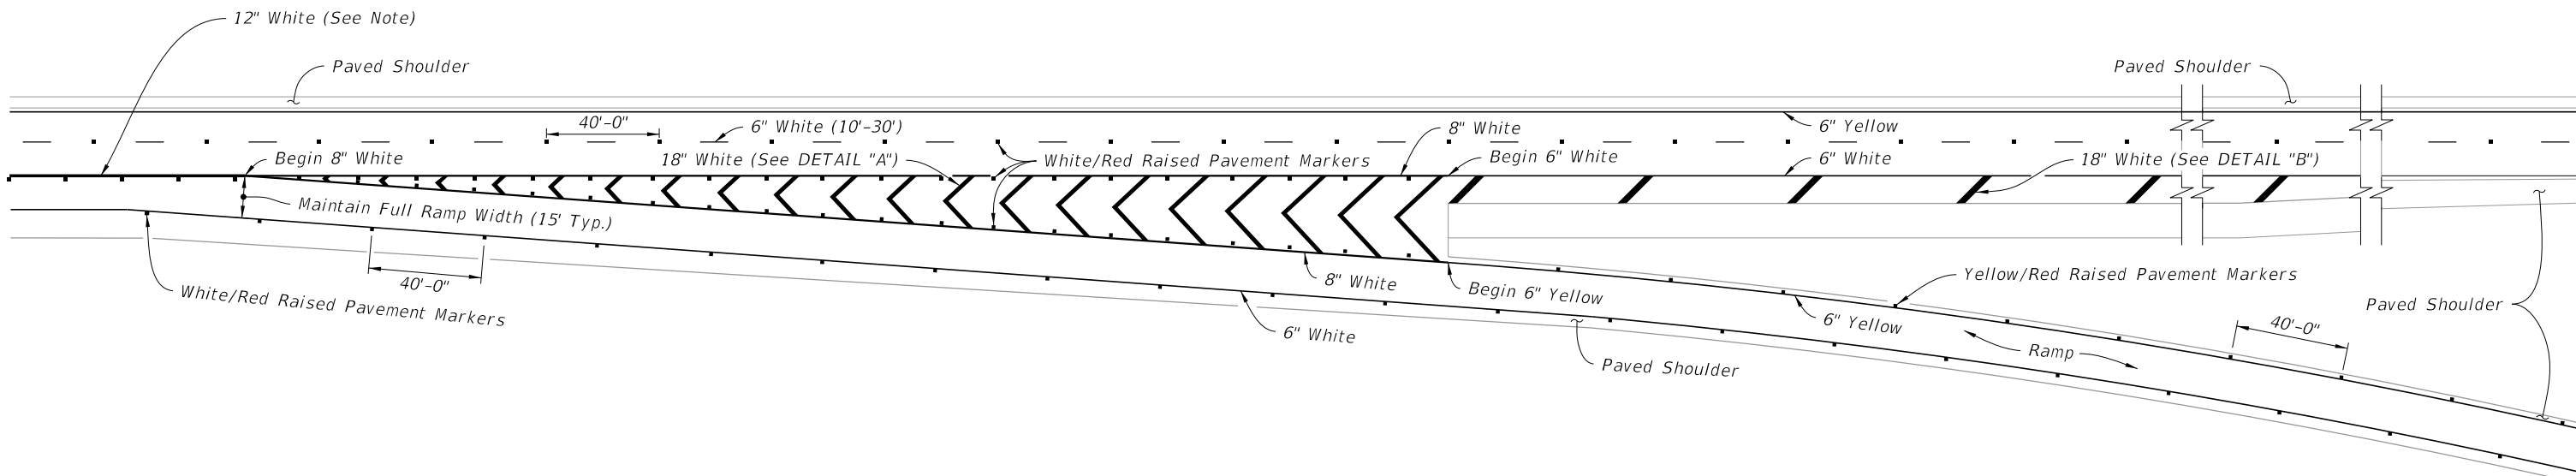 12" White (See Note)
Paved Shoulder
Paved Shoulder
40'-0"
6" White (10'-30')
8" White
6" Yellow
Begin 8" White
18" White (See DETAIL "A")
White/Red Raised Pavement Markers
Begin 6" White
6" White
18" White (See DETAIL "B")
Maintain Full Ramp Width (15' Typ.)
40'-0"
White/Red Raised Pavement Markers
8" White
Begin 6" Yellow
Yellow/Red Raised Pavement Markers
Paved Shoulder
6" White
6" Yellow
40'-0"
Ramp
Paved Shoulder